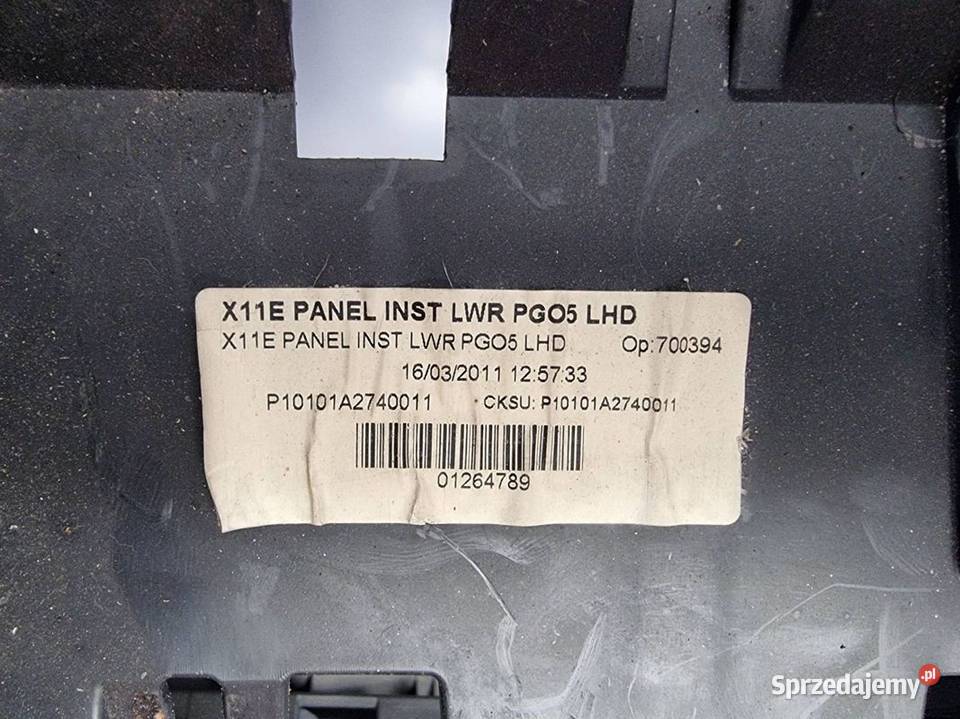 X11E PANEL INST LWR PGO5 LHD
X11E PANEL INST LWR PGO5 LHD Op:700394
16/03/2011 12:57:33
P10101A2740011 CKSU: P10101A2740011
01264789
Sprzedajemy.pl